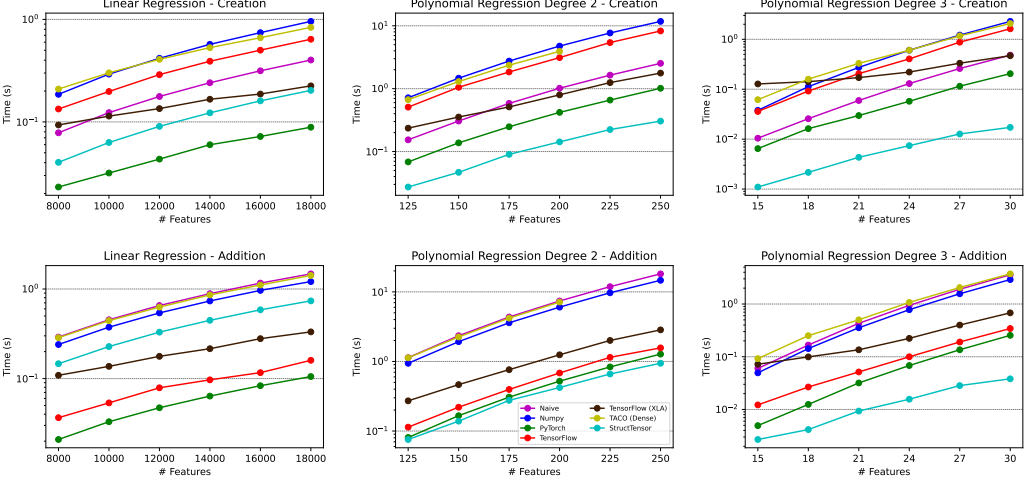 Linear Regression - Creation
Time (s)
10⁰
10⁻¹
8000 10000 12000 14000 16000 18000
# Features
Polynomial Regression Degree 2 - Creation
Time (s)
10¹
10⁰
10⁻¹
125 150 175 200 225 250
# Features
Polynomial Regression Degree 3 - Creation
Time (s)
10⁰
10⁻¹
10⁻²
10⁻³
15 18 21 24 27 30
# Features
Linear Regression - Addition
Time (s)
10⁰
10⁻¹
8000 10000 12000 14000 16000 18000
# Features
Polynomial Regression Degree 2 - Addition
Time (s)
10¹
10⁰
10⁻¹
Naive
Numpy
PyTorch
TensorFlow
TensorFlow (XLA)
TACO (Dense)
StructTensor
125 150 175 200 225 250
# Features
Polynomial Regression Degree 3 - Addition
Time (s)
10⁰
10⁻¹
10⁻²
15 18 21 24 27 30
# Features